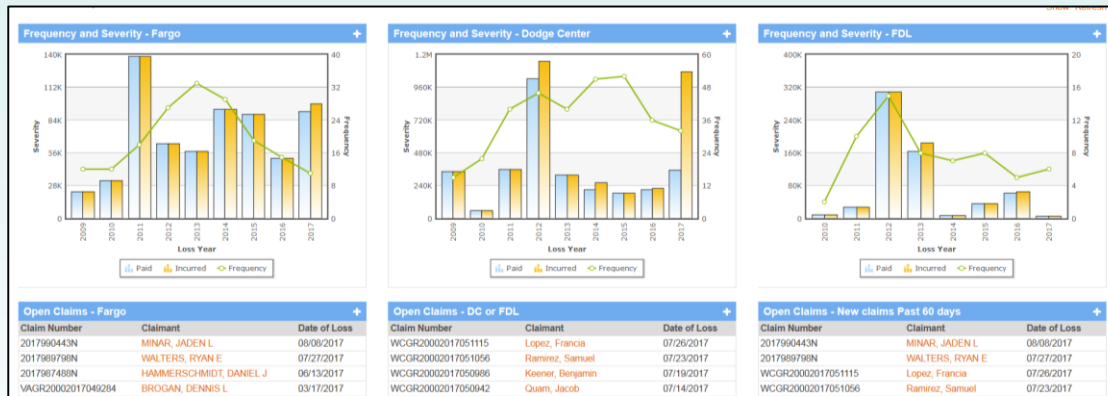 Frequency and Severity - Fargo
+
140K
112K
84K
56K
28K
0
Severity
40
32
24
16
8
0
Frequency
2009
2010
2011
2012
2013
2014
2015
2016
2017
Loss Year
Paid Incurred Frequency
Frequency and Severity - Dodge Center
+
1.2M
960K
720K
480K
240K
0
Severity
60
48
36
24
12
0
Frequency
2009
2010
2011
2012
2013
2014
2015
2016
2017
Loss Year
Paid Incurred Frequency
Frequency and Severity - FDL
+
400K
320K
240K
160K
80K
0
Severity
20
16
12
8
4
0
Frequency
2010
2011
2012
2013
2014
2015
2016
2017
Loss Year
Paid Incurred Frequency
Open Claims - Fargo +
Claim Number Claimant Date of Loss
2017990443N MINAR, JADEN L 08/08/2017
2017989798N WALTERS, RYAN E 07/27/2017
2017987488N HAMMERSCHMIDT, DANIEL J 06/13/2017
VAGR20002017049284 BROGAN, DENNIS L 03/17/2017
Open Claims - DC or FDL +
Claim Number Claimant Date of Loss
WCGR20002017051115 Lopez, Francia 07/26/2017
WCGR20002017051056 Ramirez, Samuel 07/23/2017
WCGR20002017050986 Keener, Benjamin 07/19/2017
WCGR20002017050942 Quam, Jacob 07/14/2017
Open Claims - New claims Past 60 days +
Claim Number Claimant Date of Loss
2017990443N MINAR, JADEN L 08/08/2017
2017989798N WALTERS, RYAN E 07/27/2017
WCGR20002017051115 Lopez, Francia 07/26/2017
WCGR20002017051056 Ramirez, Samuel 07/23/2017